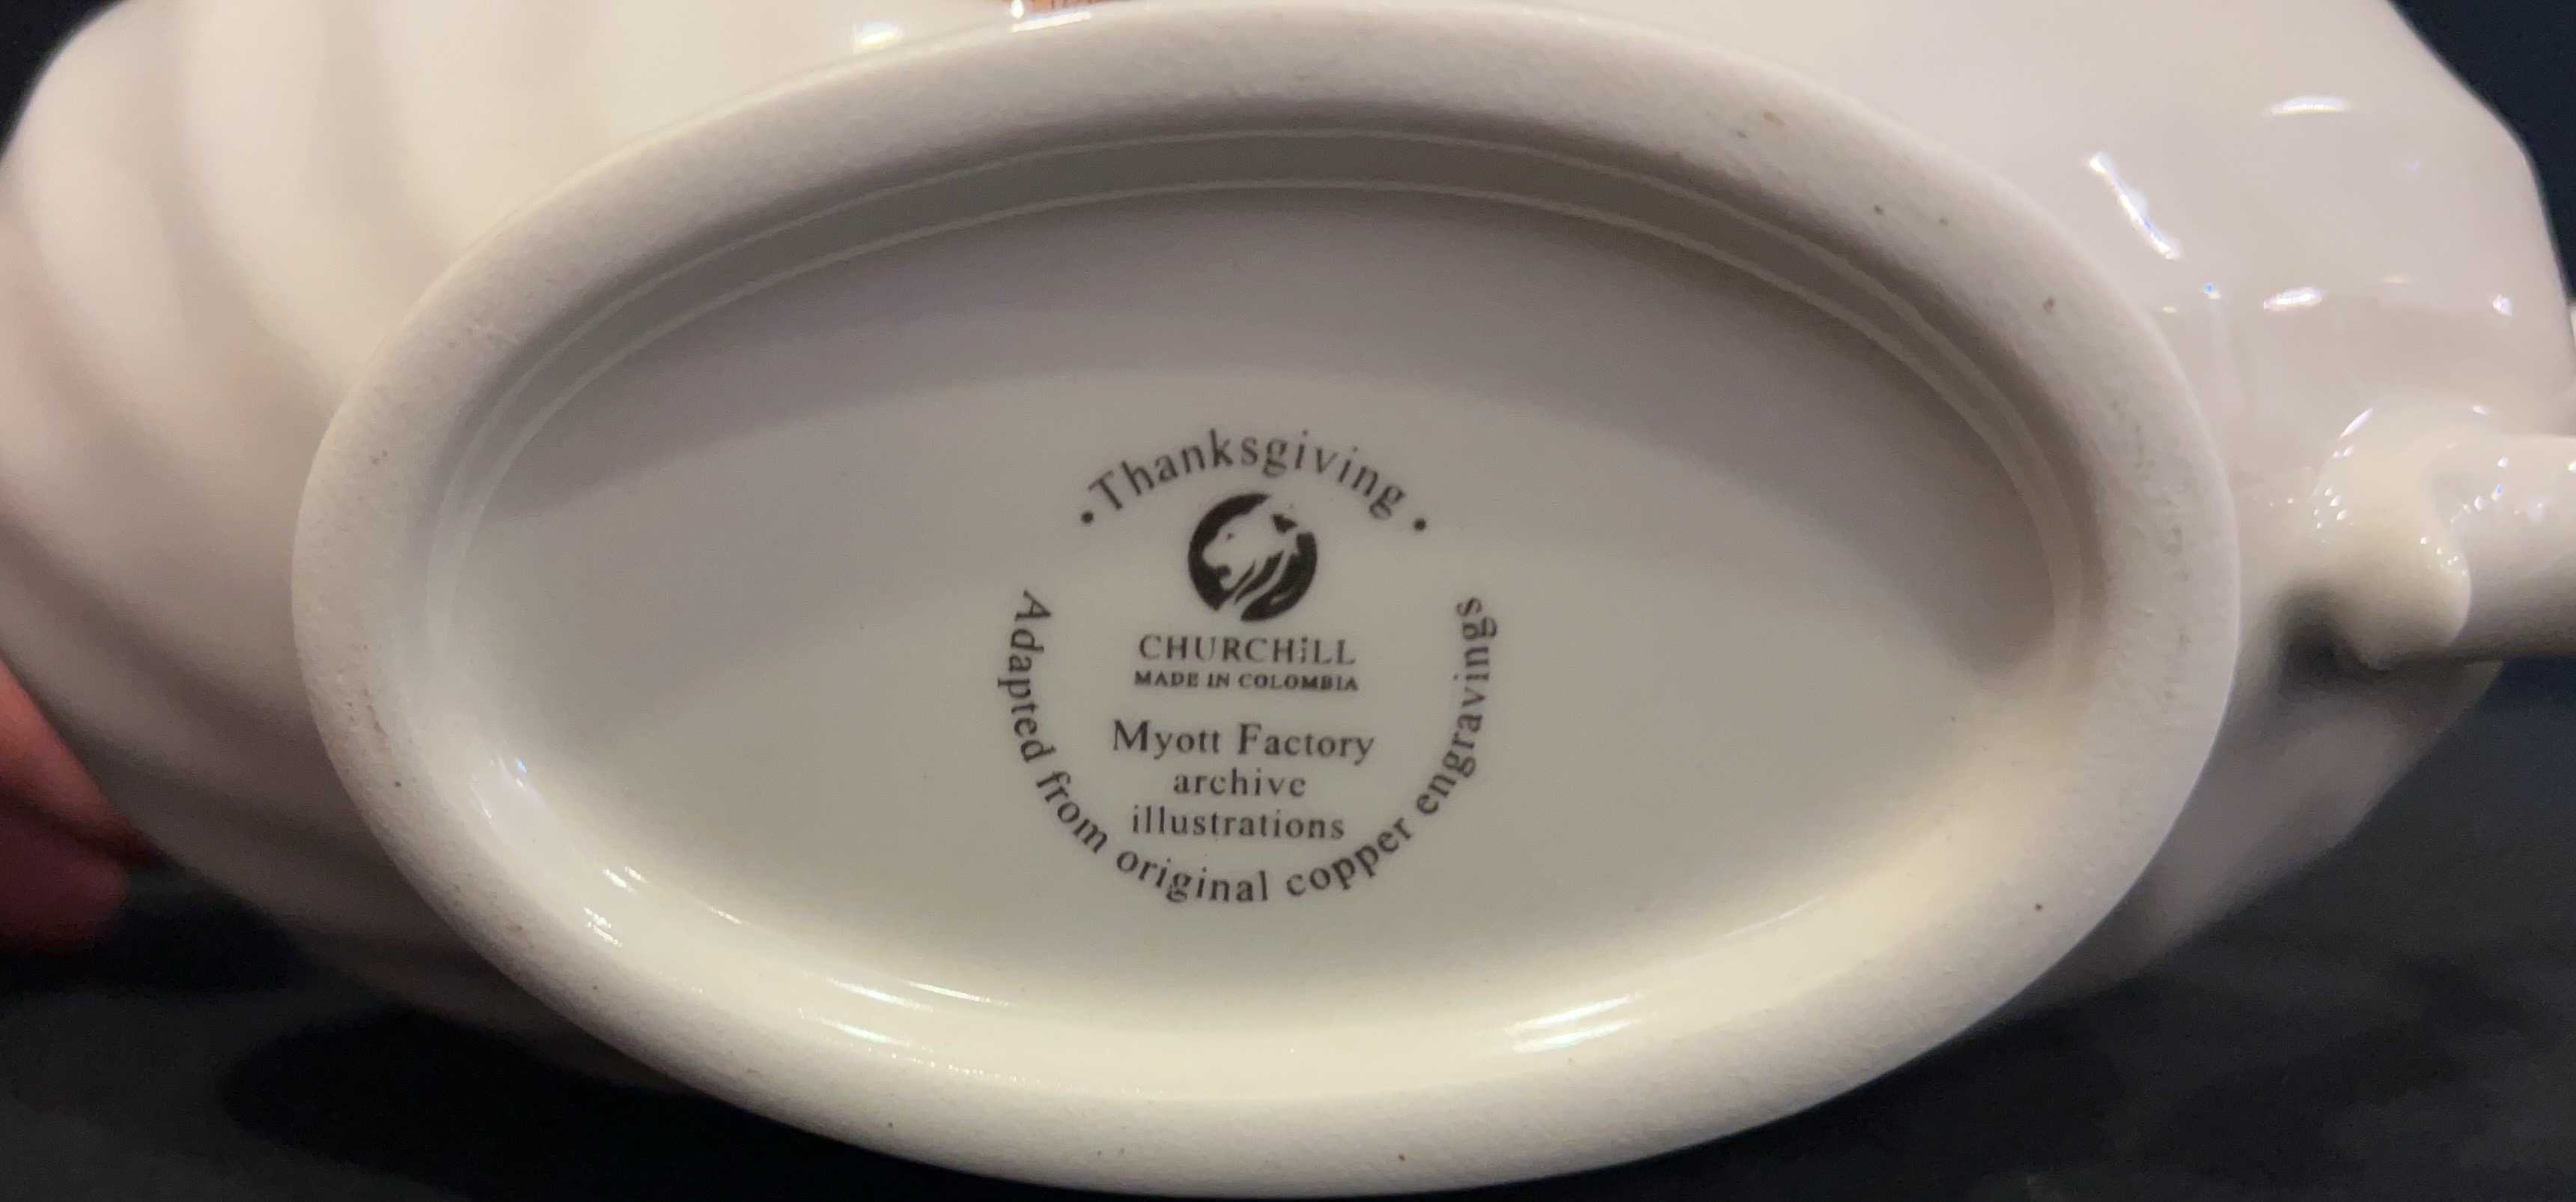 • Thanksgiving •
CHURCHiLL
MADE IN COLOMBIA
Myott Factory
archive
illustrations
Adapted from original copper engravings